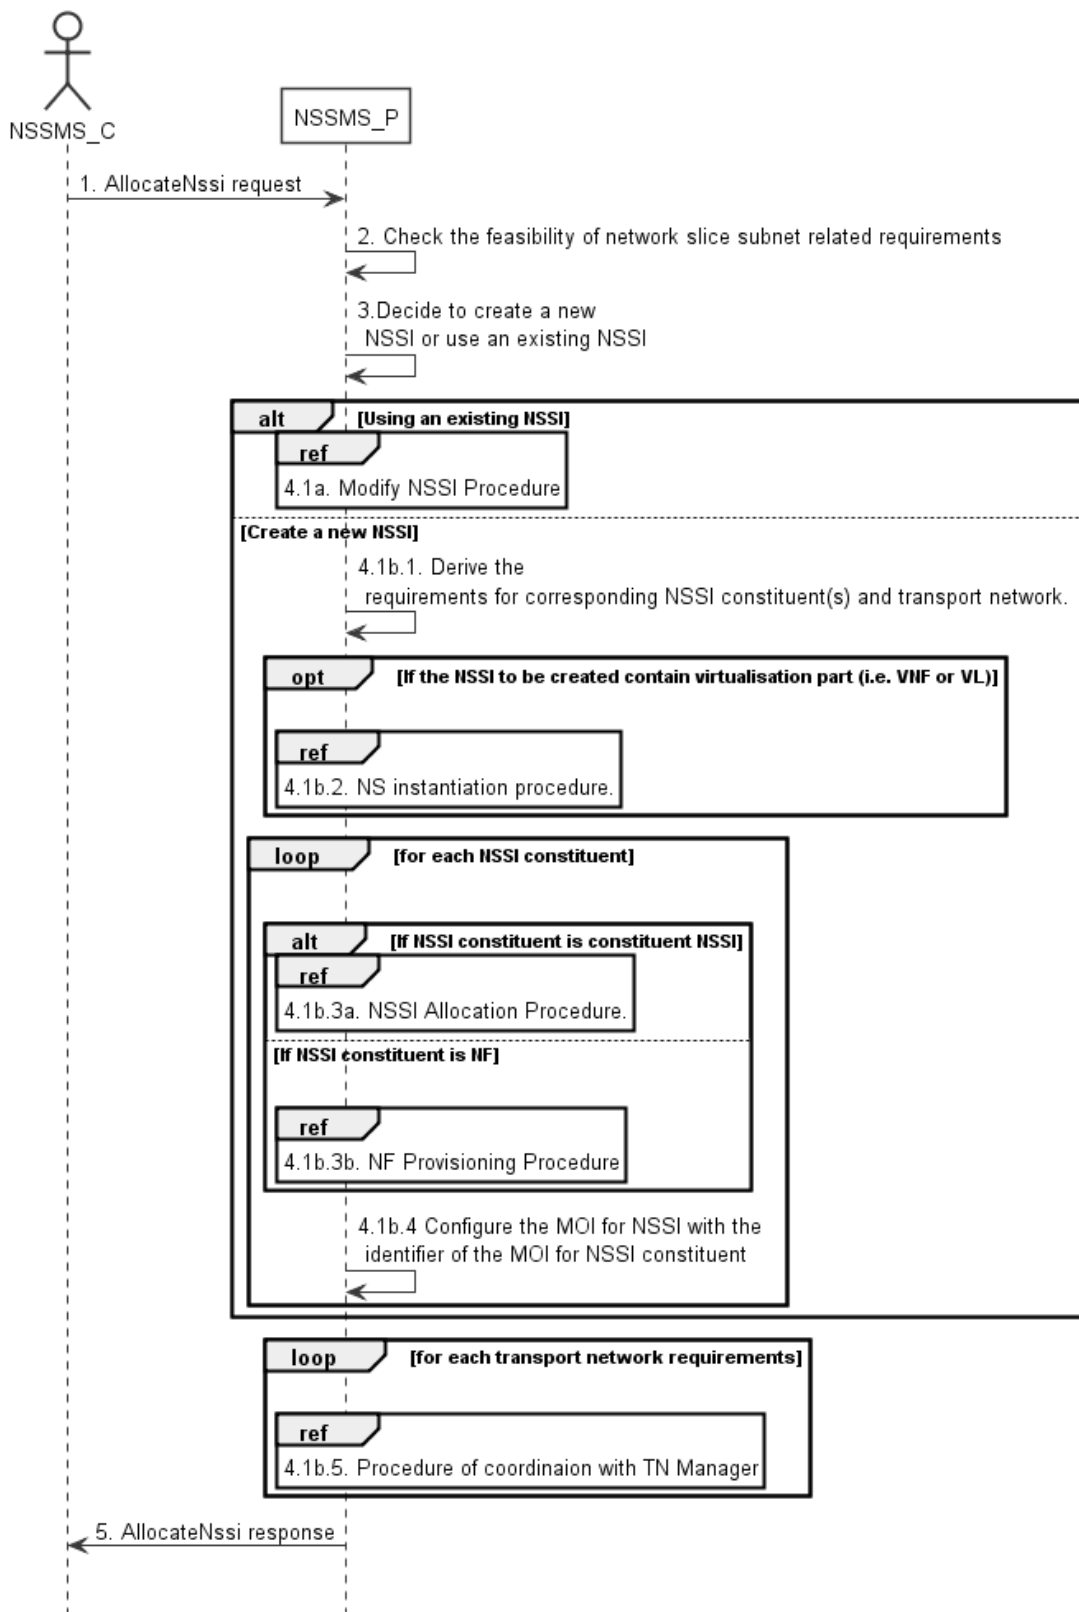 NSSMS_C
NSSMS_P
1. AllocateNssi request
2. Check the feasibility of network slice subnet related requirements
3.Decide to create a new
NSSI or use an existing NSSI
alt [Using an existing NSSI]
ref
4.1a. Modify NSSI Procedure
[Create a new NSSI]
4.1b.1. Derive the
requirements for corresponding NSSI constituent(s) and transport network.
opt [If the NSSI to be created contain virtualisation part (i.e. VNF or VL)]
ref
4.1b.2. NS instantiation procedure.
loop [for each NSSI constituent]
alt [If NSSI constituent is constituent NSSI]
ref
4.1b.3a. NSSI Allocation Procedure.
[If NSSI constituent is NF]
ref
4.1b.3b. NF Provisioning Procedure
4.1b.4 Configure the MOI for NSSI with the
identifier of the MOI for NSSI constituent
loop [for each transport network requirements]
ref
4.1b.5. Procedure of coordinaion with TN Manager
5. AllocateNssi response